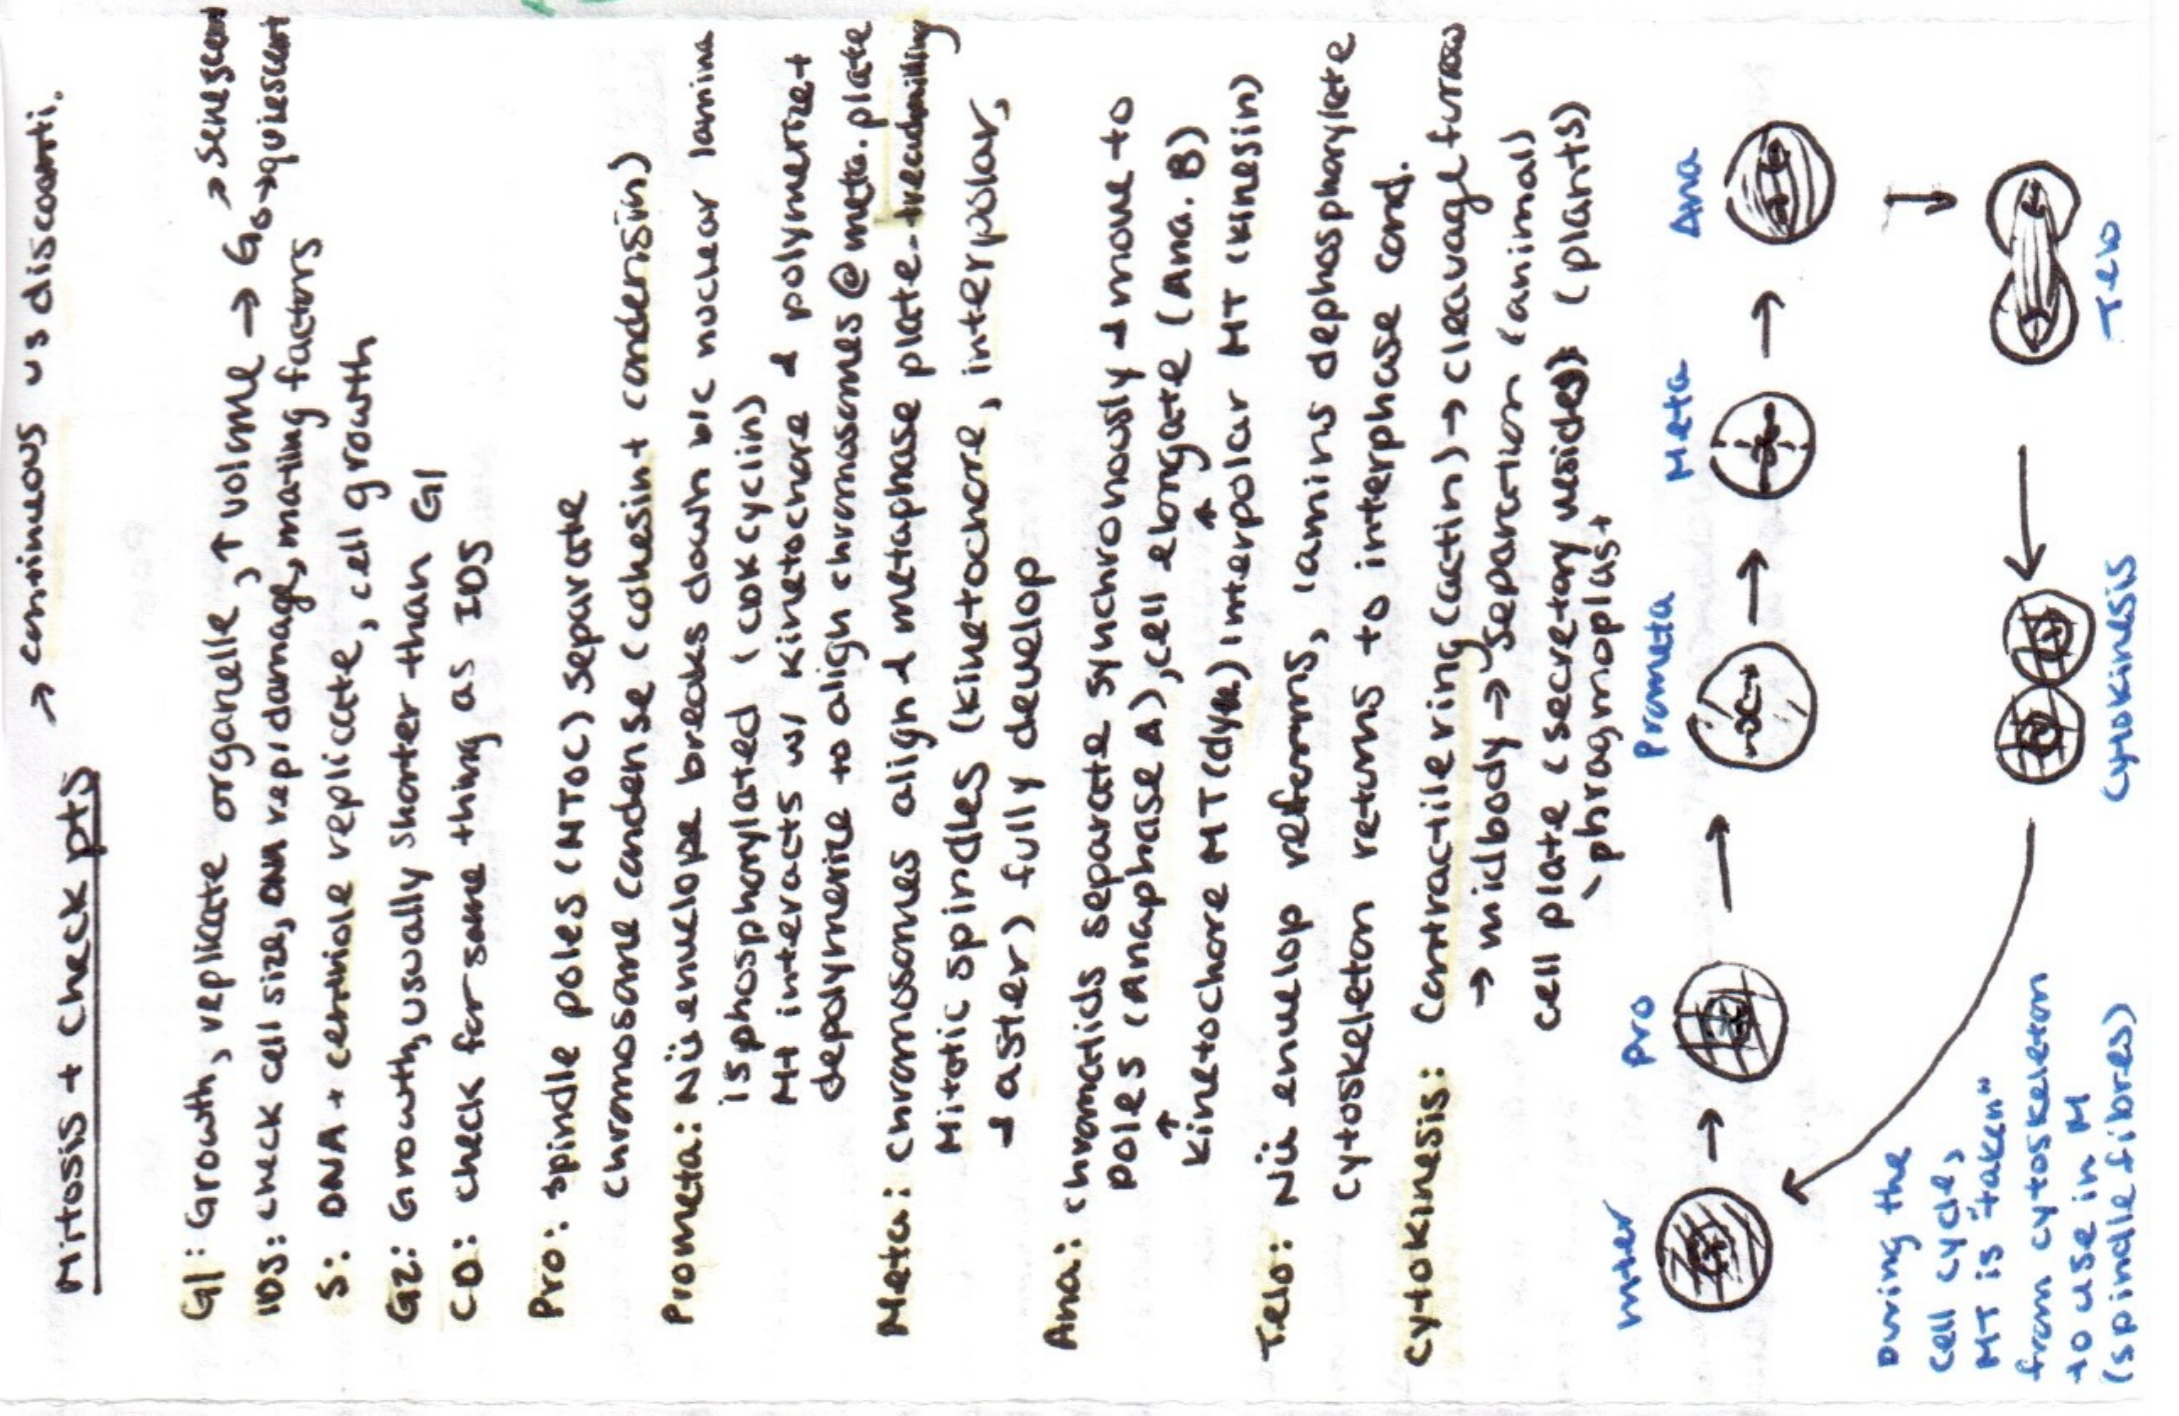 Mitosis + check pts → continuous vs discconti.
G1: Growth, replicate organelle, ↑ volume → G0 → senescent
→ quiescent
IDS: check cell size, DNA rep/damage, mating factors
S: DNA + centriole replicate, cell growth
G2: Growth, usually shorter than G1
CD: check for same thing as IDS
Pro: spindle poles (MTOC) separate
chromosome condense (cohesin + condensin)
Prometa: Nü envelope breaks down b/c nuclear lamina
is phosphorylated (CDK cyclin)
MT interacts w/ kinetochore & polymerize +
depolymerize to align chromosomes @ meta. plate
Meta: chromosomes align & metaphase plate - treadmilling
Mitotic spindles (kinetochore, interpolar,
& aster) fully develop
Ana: chromatids separate synchronously & move to
poles (Anaphase A), cell elongate (Ana. B)
↑ ↑
kinetochore MT (dyn) interpolar MT (kinesin)
Telo: Nü envelop reforms, lamins dephosphorylate
cytoskeleton returns to interphase cond.
Cytokinesis: Contractile ring (actin) → cleavage furrow
→ midbody → separation (animal)
cell plate (secretory vesicles) (plants)
phragmoplast
Inter Pro Prometa Meta Ana
Telo
Cytokinesis
During the
cell cycle,
MT is "taken"
from cytoskeleton
to use in M
(spindle fibres)